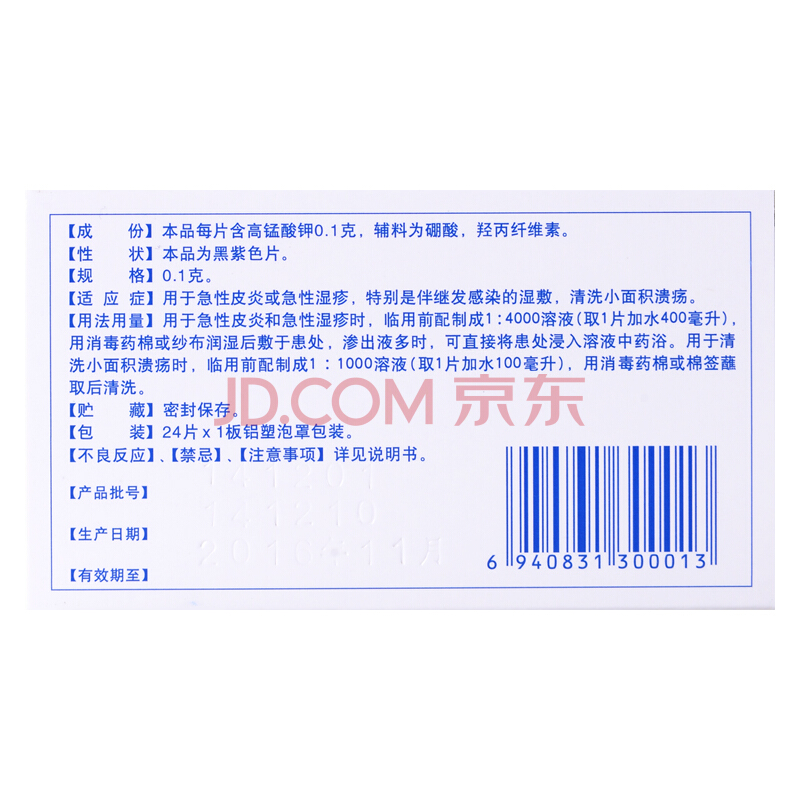 【成　份】本品每片含高锰酸钾0.1克，辅料为硼酸，羟丙纤维素。
【性　状】本品为黑紫色片。
【规　格】0.1克。
【适 应 症】用于急性皮炎或急性湿疹，特别是伴继发感染的湿敷，清洗小面积溃疡。
【用法用量】用于急性皮炎和急性湿疹时，临用前配制成1：4000溶液（取1片加水400毫升），
用消毒药棉或纱布润湿后敷于患处，渗出液多时，可直接将患处浸入溶液中药浴。用于清
洗小面积溃疡时，临用前配制成1：1000溶液（取1片加水100毫升），用消毒药棉或棉签蘸
取后清洗。
JD.COM 京东
【贮　藏】密封保存。
【包　装】24片 x 1板铝塑泡罩包装。
【不良反应】、【禁忌】、【注意事项】详见说明书。
141201
【产品批号】
141210
【生产日期】
2016年11月
【有效期至】
6 940831 300013